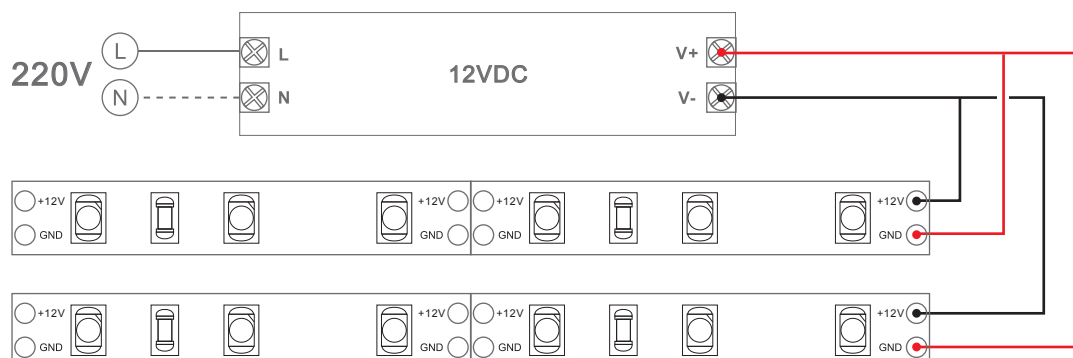 220V
L
N
L
N
12VDC
V+
V-
+12V
GND
+12V
GND
+12V
GND
+12V
GND
+12V
GND
+12V
GND
+12V
GND
+12V
GND